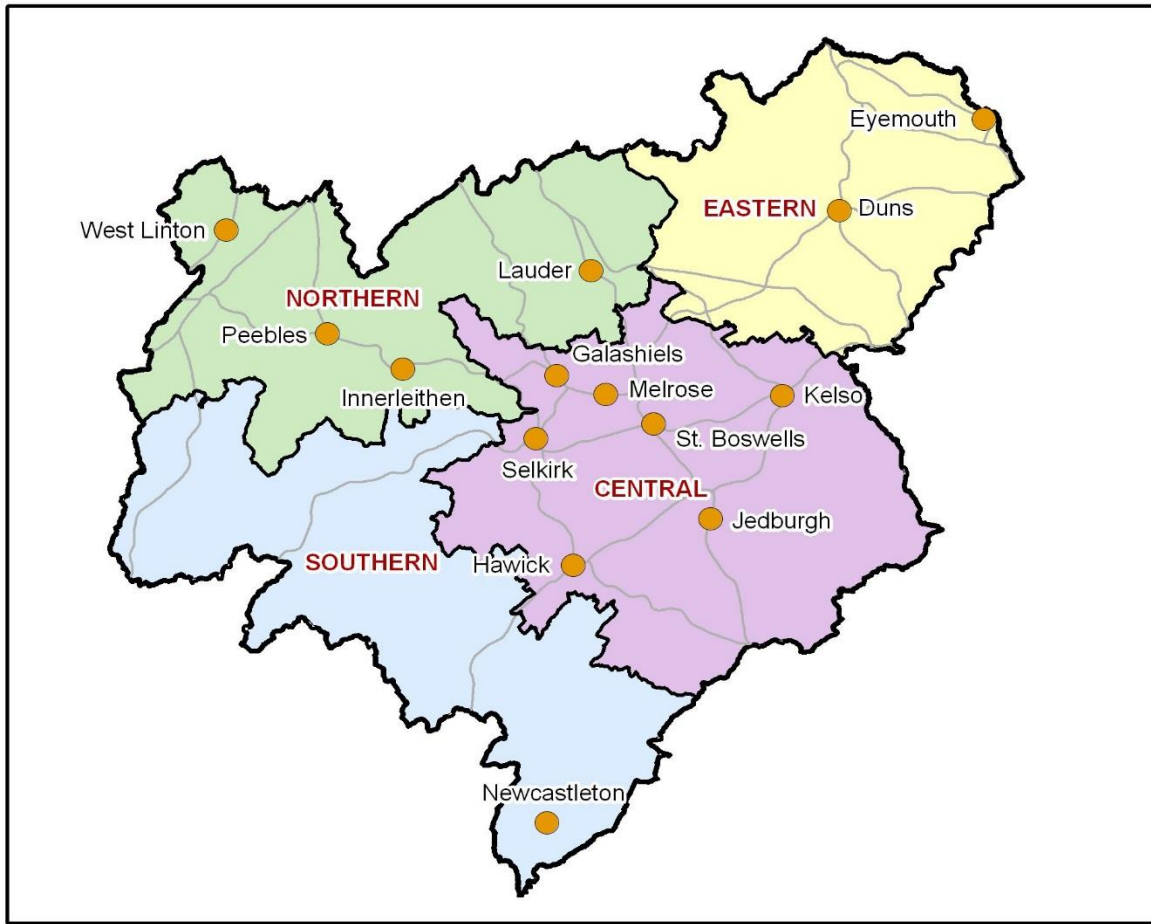 Eyemouth
EASTERN
Duns
West Linton
Lauder
NORTHERN
Peebles
Galashiels
Innerleithen
Melrose
Kelso
St. Boswells
Selkirk
CENTRAL
Jedburgh
SOUTHERN
Hawick
Newcastleton